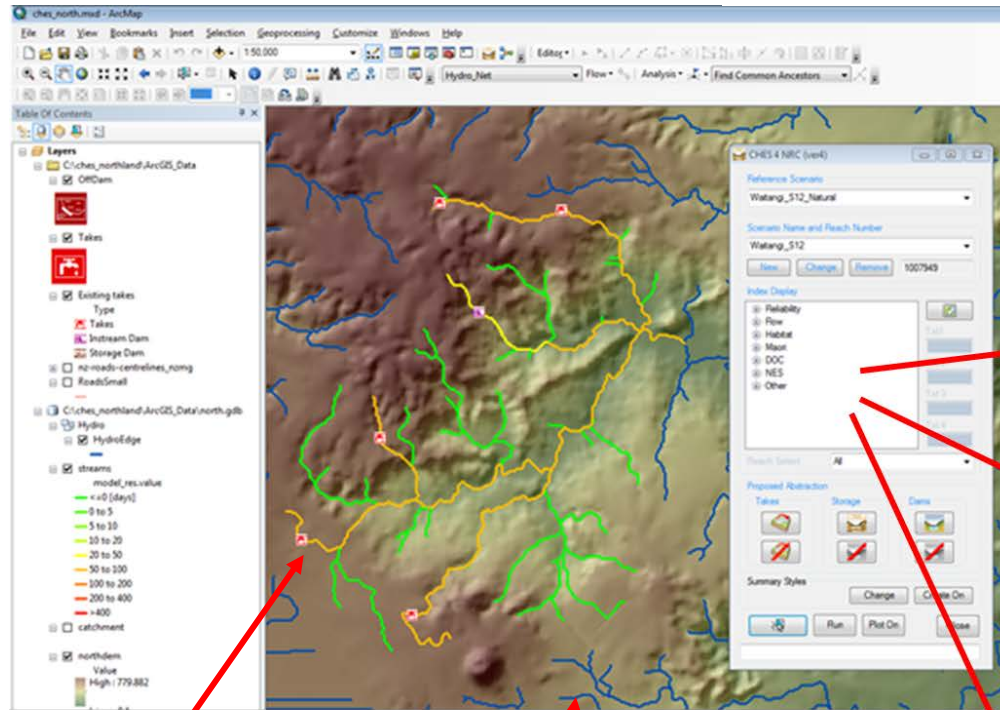 ches_north.mxd - ArcMap
File Edit View Bookmarks Insert Selection Geoprocessing Customize Windows Help
1:50,000 Editor
Hydro_Net Flow Analysis Find Common Ancestors
Table Of Contents
Layers
C:\ches_northland\ArcGIS_Data
OffDam
Takes
Existing takes
Type
Takes
Instream Dam
Storage Dam
nz-roads-centrelines_nomg
RoadsSmall
C:\ches_northland\ArcGIS_Data\north.gdb
Hydro
HydroEdge
streams
model_res.value
<=0 [days]
0 to 5
5 to 10
10 to 20
20 to 50
50 to 100
100 to 200
200 to 400
>400
catchment
northdem
Value
High : 779.882
CHES 4 NRC (ver4)
Reference Scenario
Waitangi_S12_Natural
Scenario Name and Reach Number
Waitangi_S12
New Change Remove 1007949
Index Display
Reliability
Flow
Habitat
Maori
DOC
NES
Other
Reach Select All
Proposed Abstraction
Takes Storage Dams
Summary Styles
Change Create On
Run Plot On Close